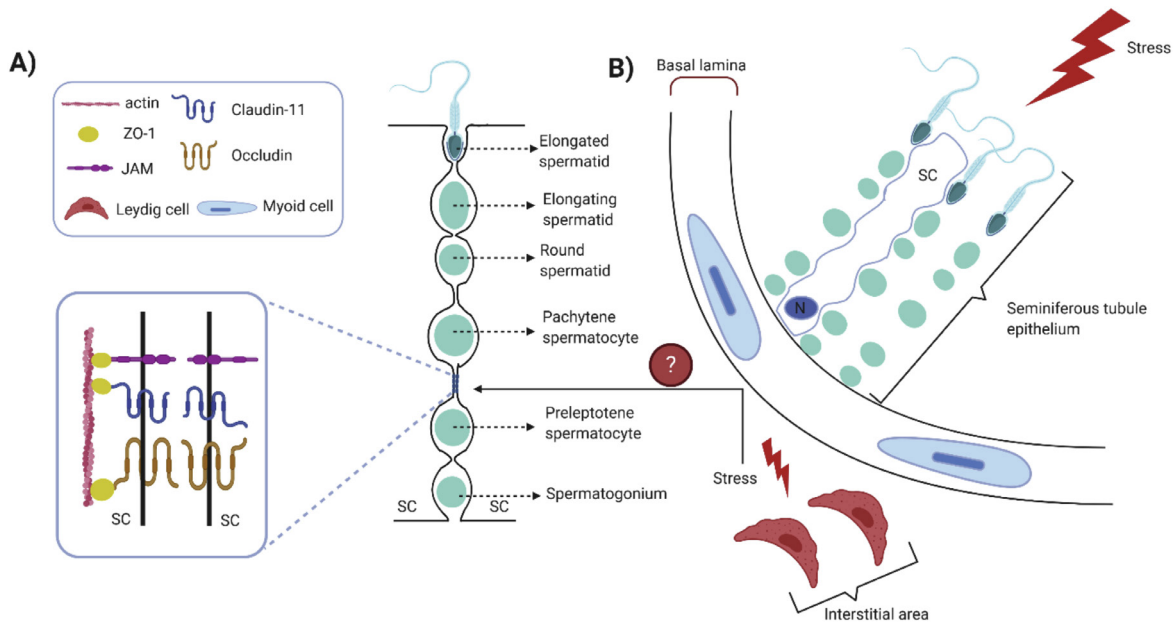 A)
actin
Claudin-11
ZO-1
Occludin
JAM
Leydig cell
Myoid cell
SC
SC
Elongated
spermatid
Elongating
spermatid
Round
spermatid
Pachytene
spermatocyte
Preleptotene
spermatocyte
Spermatogonium
SC
SC
B)
Basal lamina
Stress
SC
N
Seminiferous tubule
epithelium
?
Stress
Interstitial area